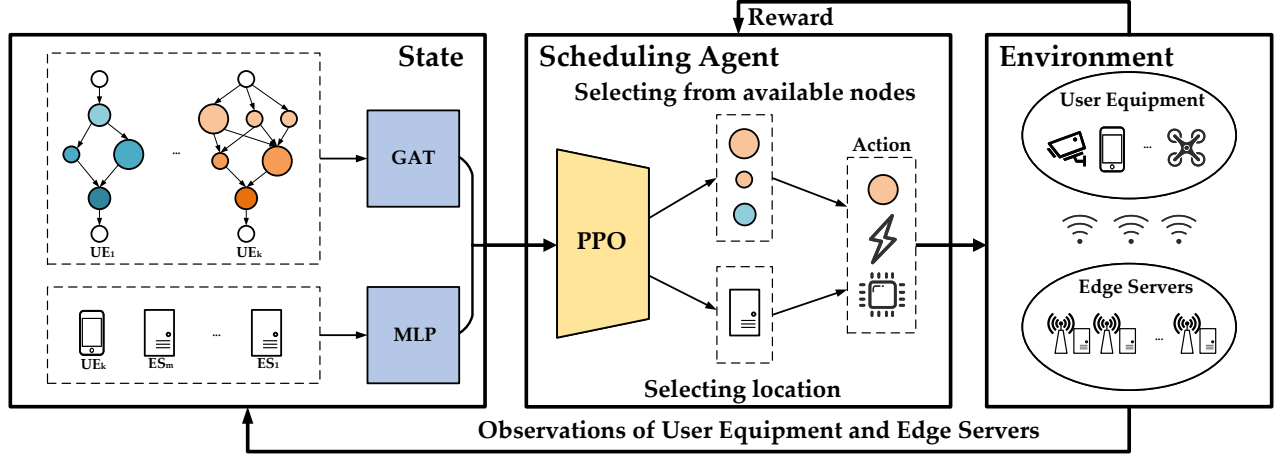 Reward
State
Scheduling Agent
Environment
Selecting from available nodes
User Equipment
GAT
Action
...
...
UE₁
UEₖ
PPO
Edge Servers
MLP
...
...
UEₖ
ESₘ
ES₁
Selecting location
Observations of User Equipment and Edge Servers